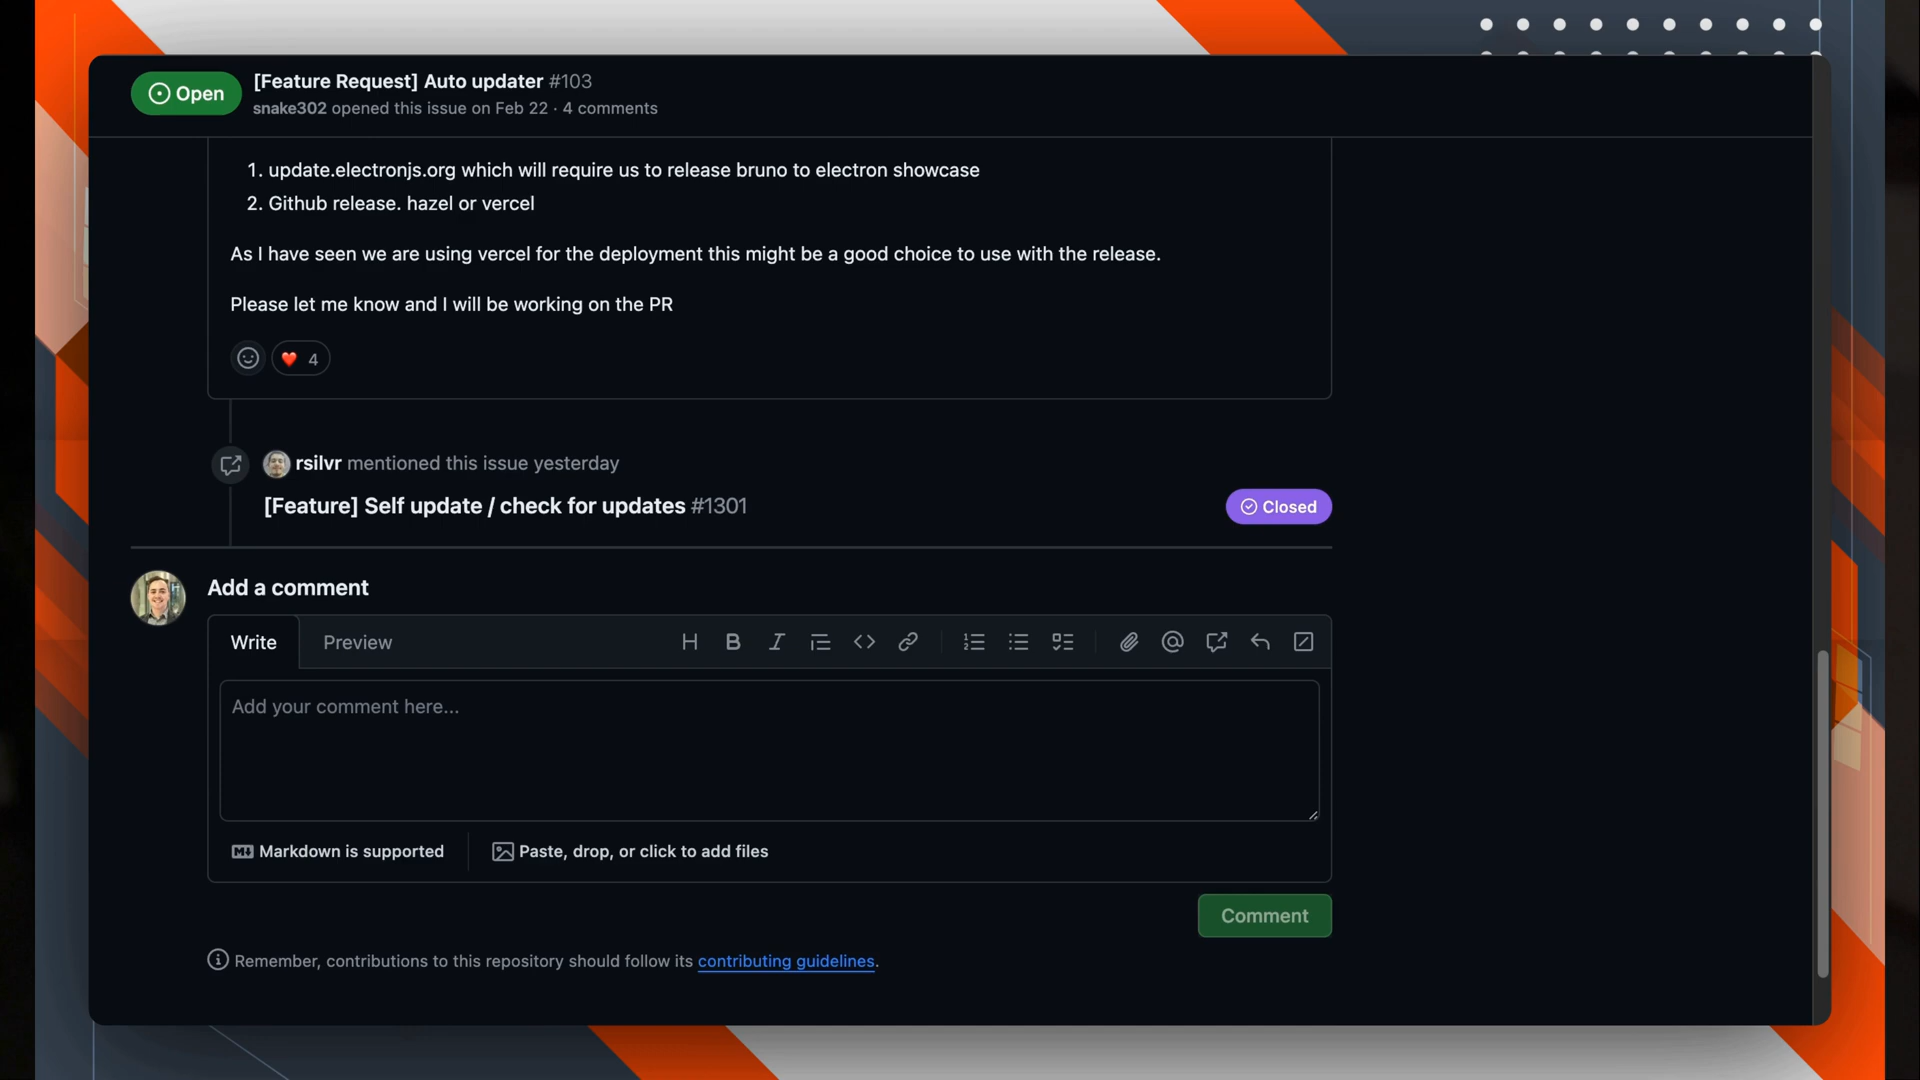 Open
[Feature Request] Auto updater #103
snake302 opened this issue on Feb 22 · 4 comments
1. update.electronjs.org which will require us to release bruno to electron showcase
2. Github release. hazel or vercel
As I have seen we are using vercel for the deployment this might be a good choice to use with the release.
Please let me know and I will be working on the PR
4
rsilvr mentioned this issue yesterday
[Feature] Self update / check for updates #1301
Closed
Add a comment
Write
Preview
Add your comment here...
Markdown is supported
Paste, drop, or click to add files
Comment
Remember, contributions to this repository should follow its contributing guidelines.